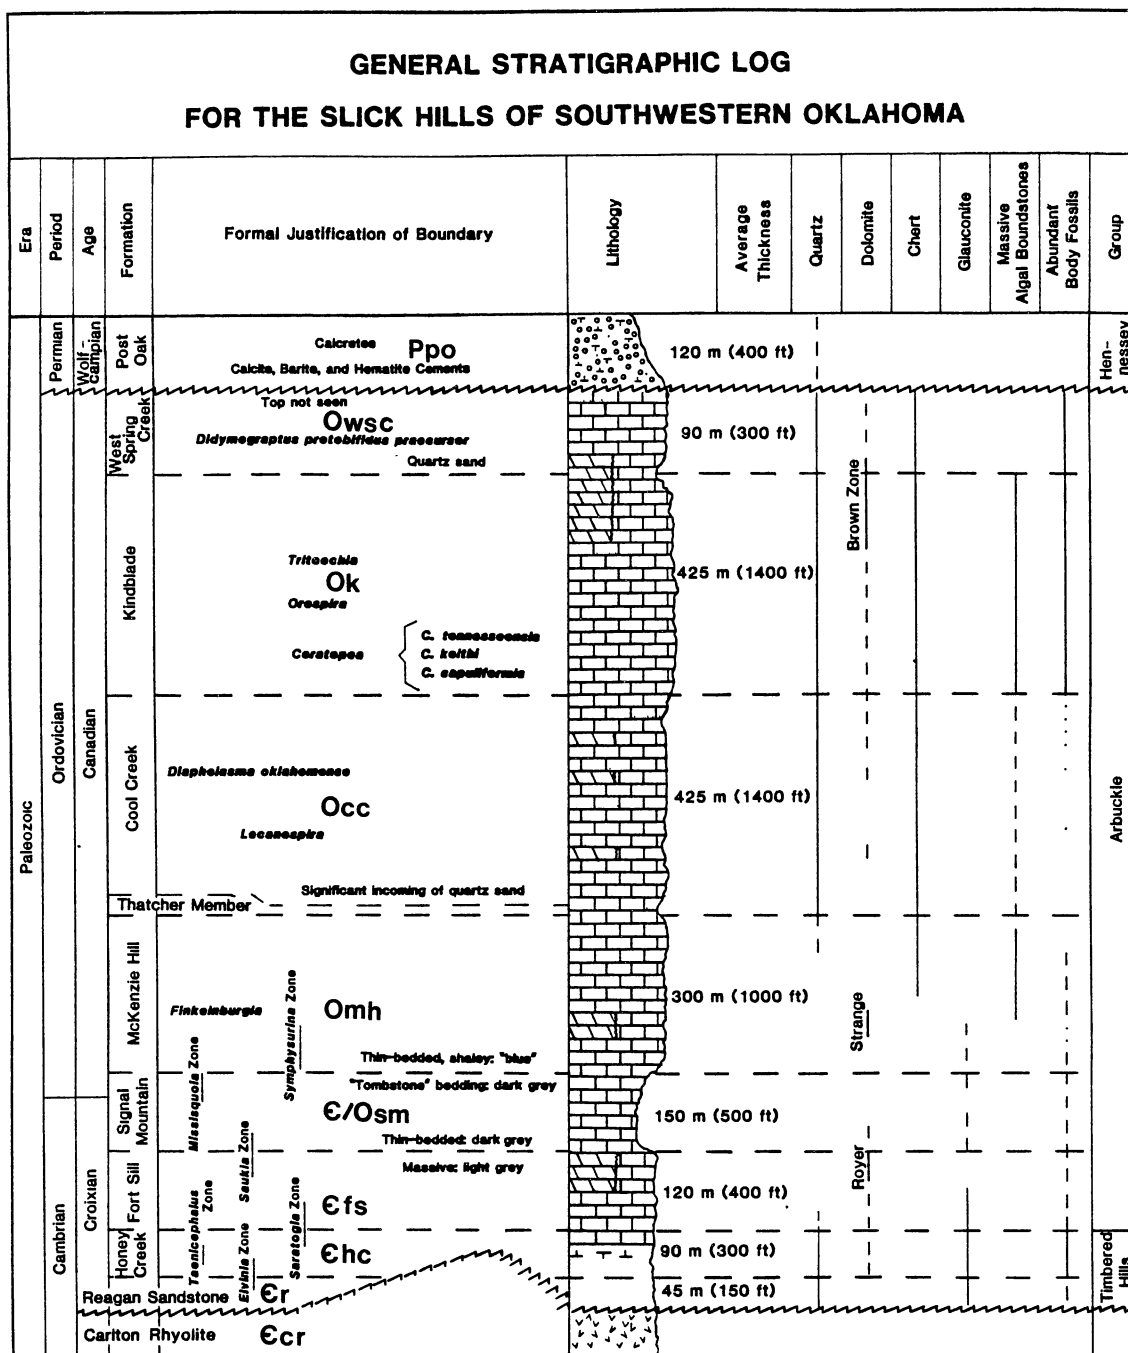 GENERAL STRATIGRAPHIC LOG
FOR THE SLICK HILLS OF SOUTHWESTERN OKLAHOMA
Era
Period
Age
Formation
Formal Justification of Boundary
Lithology
Average
Thickness
Quartz
Dolomite
Chert
Glauconite
Massive
Algal Boundstones
Abundant
Body Fossils
Group
Paleozoic
Permian
Wolf-
campian
Post
Oak
Calcretes
Ppo
Calcite, Barite, and Hematite Cements
120 m (400 ft)
Hen-
nessey
Ordovician
Canadian
West
Spring
Creek
Top not seen
Owsc
Didymograptus protobifidus praecursor
Quartz sand
90 m (300 ft)
Kindblade
Tritoechia
Ok
Orospira
Ceratopea
C. tennesseensis
C. keithi
C. capuliformis
425 m (1400 ft)
Brown Zone
Cool Creek
Diaphelasma oklahomense
Occ
Lecanospira
Significant incoming of quartz sand
425 m (1400 ft)
Arbuckle
Thatcher Member
McKenzie Hill
Finkelnburgia
Symphysurina Zone
Omh
Thin-bedded, shaley: "blue"
300 m (1000 ft)
Strange
Signal
Mountain
Missisquoia Zone
"Tombstone" bedding: dark grey
Є/Osm
Thin-bedded: dark grey
150 m (500 ft)
Cambrian
Croixian
Fort Sill
Saukia Zone
Massive: light grey
Єfs
120 m (400 ft)
Royer
Honey
Creek
Taenicephalus
Zone
Elvinia Zone
Saratogia Zone
Єhc
90 m (300 ft)
Timbered
Hills
Reagan Sandstone
Єr
45 m (150 ft)
Carlton Rhyolite
Єcr